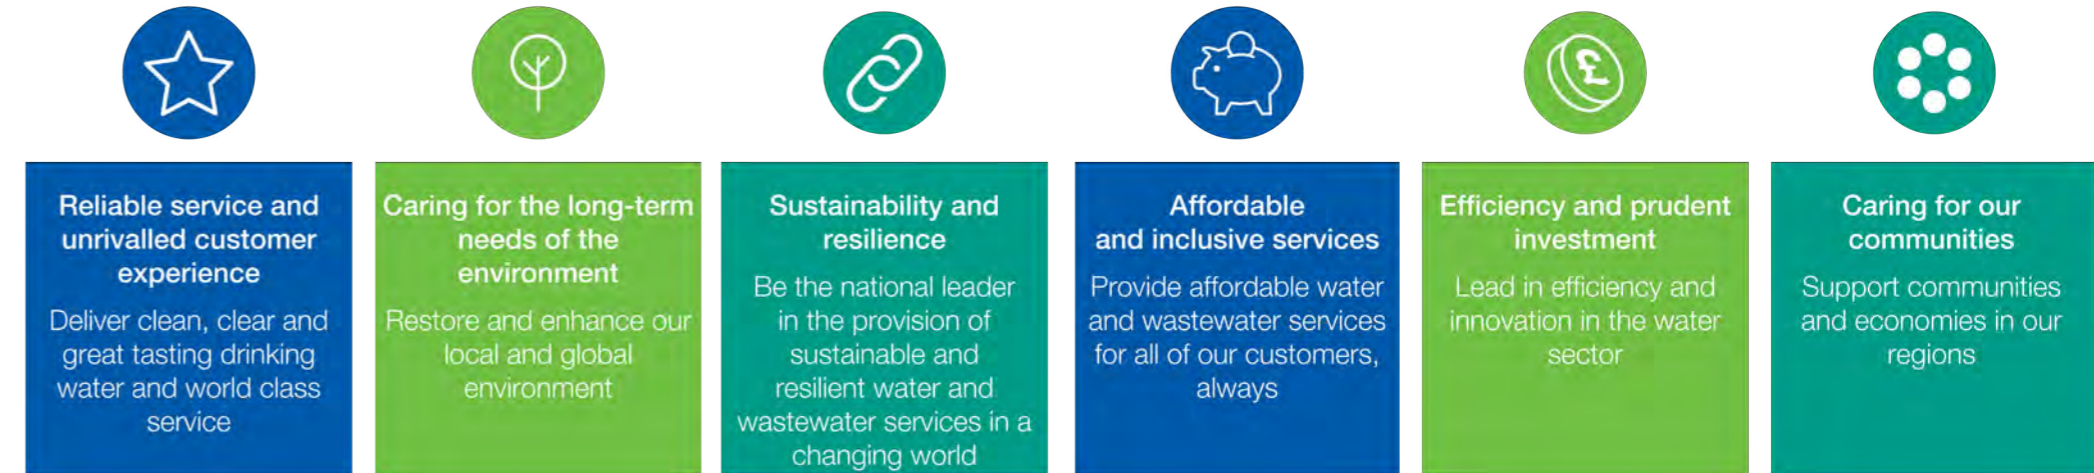 £
Reliable service and
unrivalled customer
experience
Deliver clean, clear and
great tasting drinking
water and world class
service
Caring for the long-term
needs of the
environment
Restore and enhance our
local and global
environment
Sustainability and
resilience
Be the national leader
in the provision of
sustainable and
resilient water and
wastewater services in a
changing world
Affordable
and inclusive services
Provide affordable water
and wastewater services
for all of our customers,
always
Efficiency and prudent
investment
Lead in efficiency and
innovation in the water
sector
Caring for our
communities
Support communities
and economies in our
regions